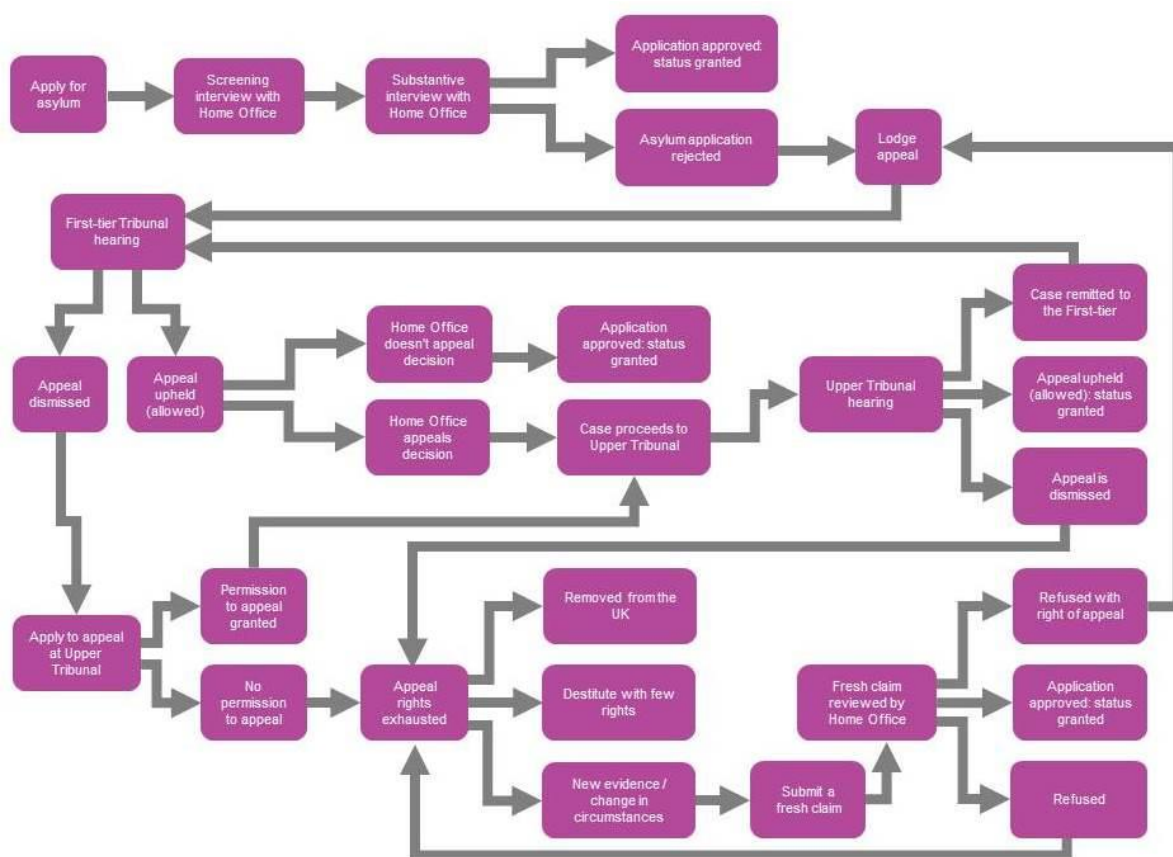 Apply for
asylum
Screening
interview with
Home Office
Substantive
interview with
Home Office
Application approved:
status granted
Asylum application
rejected
Lodge
appeal
First-tier Tribunal
hearing
Appeal
dismissed
Appeal
upheld
(allowed)
Home Office
doesn't appeal
decision
Application
approved: status
granted
Home Office
appeals
decision
Case proceeds to
Upper Tribunal
Upper Tribunal
hearing
Case remitted to
the First-tier
Appeal upheld
(allowed): status
granted
Appeal is
dismissed
Apply to appeal
at Upper
Tribunal
Permission
to appeal
granted
No
permission
to appeal
Appeal
rights
exhausted
Removed from the
UK
Destitute with few
rights
New evidence /
change in
circumstances
Submit a
fresh claim
Fresh claim
reviewed by
Home Office
Refused with
right of appeal
Application
approved: status
granted
Refused